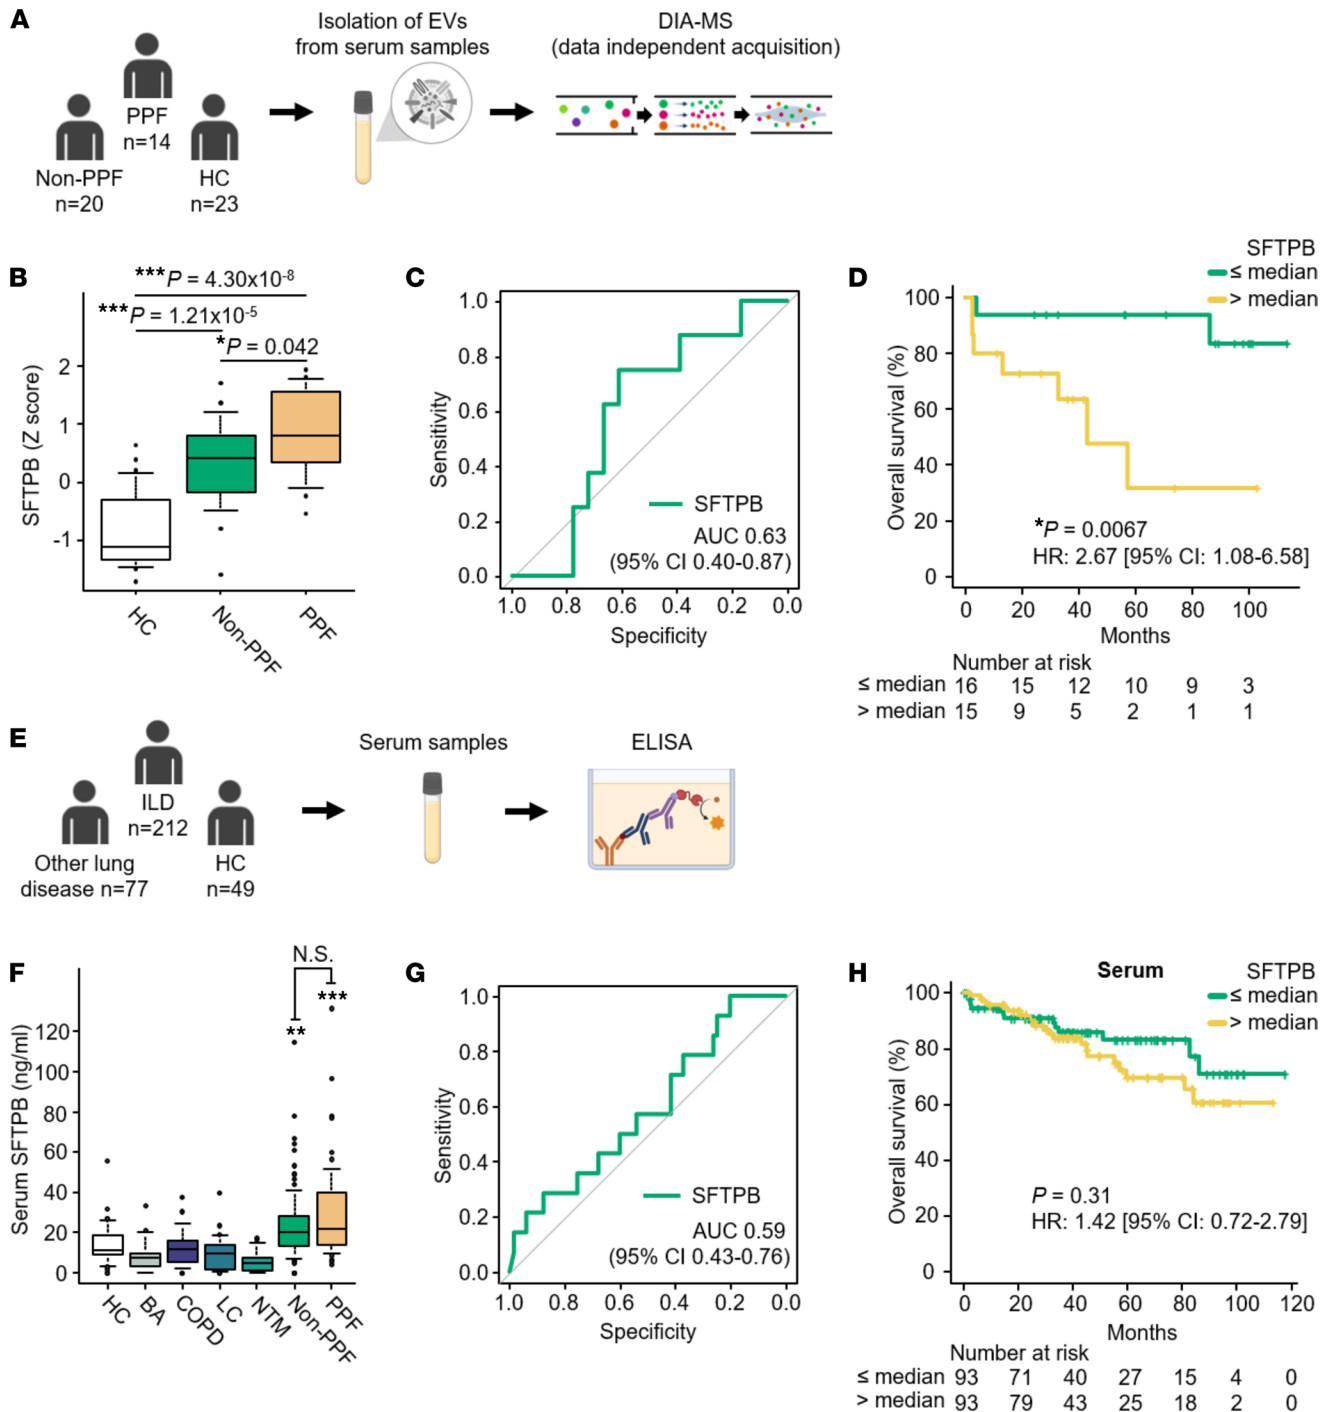 A
Isolation of EVs
from serum samples
DIA-MS
(data independent acquisition)
PPF
n=14
Non-PPF
n=20
HC
n=23
B
***P = 4.30x10-8
***P = 1.21x10-5
*P = 0.042
SFTPB (Z score)
2
1
0
-1
HC
Non-PPF
PPF
C
Sensitivity
1.0
0.8
0.6
0.4
0.2
0.0
SFTPB
AUC 0.63
(95% CI 0.40-0.87)
1.0 0.8 0.6 0.4 0.2 0.0
Specificity
D
SFTPB
≤ median
> median
Overall survival (%)
100
80
60
40
20
0
*P = 0.0067
HR: 2.67 [95% CI: 1.08-6.58]
0 20 40 60 80 100
Months
Number at risk
≤ median 16 15 12 10 9 3
> median 15 9 5 2 1 1
E
ILD
n=212
Other lung
disease n=77
HC
n=49
Serum samples
ELISA
F
N.S.
***
**
Serum SFTPB (ng/ml)
120
100
80
60
40
20
0
HC
BA
COPD
LC
NTM
Non-PPF
PPF
G
Sensitivity
1.0
0.8
0.6
0.4
0.2
0.0
SFTPB
AUC 0.59
(95% CI 0.43-0.76)
1.0 0.8 0.6 0.4 0.2 0.0
Specificity
H
Serum
SFTPB
≤ median
> median
Overall survival (%)
100
80
60
40
20
0
P = 0.31
HR: 1.42 [95% CI: 0.72-2.79]
0 20 40 60 80 100 120
Months
Number at risk
≤ median 93 71 40 27 15 4 0
> median 93 79 43 25 18 2 0